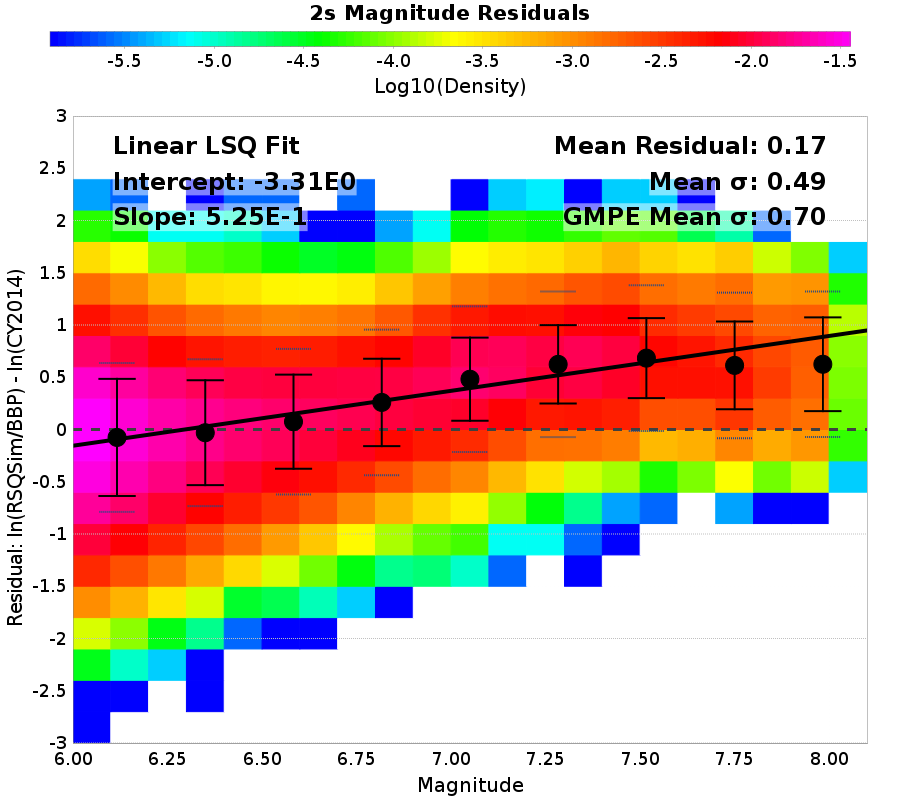 2s Magnitude Residuals
-5.5 -5.0 -4.5 -4.0 -3.5 -3.0 -2.5 -2.0 -1.5
Log10(Density)
Linear LSQ Fit
Intercept: -3.31E0
Slope: 5.25E-1
Mean Residual: 0.17
Mean σ: 0.49
GMPE Mean σ: 0.70
Residual: ln(RSQSim/BBP) - ln(CY2014)
3
2.5
2
1.5
1
0.5
0
-0.5
-1
-1.5
-2
-2.5
-3
6.00 6.25 6.50 6.75 7.00 7.25 7.50 7.75 8.00
Magnitude